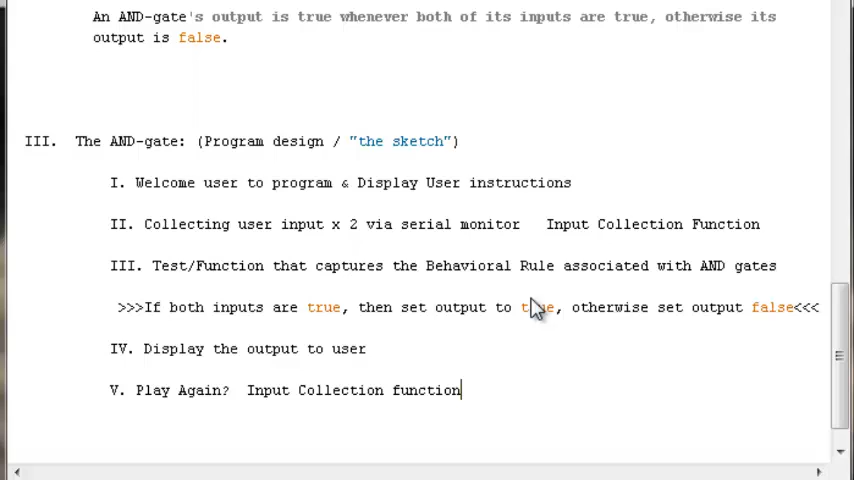 An AND-gate's output is true whenever both of its inputs are true, otherwise its
output is false.
III. The AND-gate: (Program design / "the sketch")
I. Welcome user to program & Display User instructions
II. Collecting user input x 2 via serial monitor Input Collection Function
III. Test/Function that captures the Behavioral Rule associated with AND gates
>>>If both inputs are true, then set output to true, otherwise set output false<<<
IV. Display the output to user
V. Play Again? Input Collection function